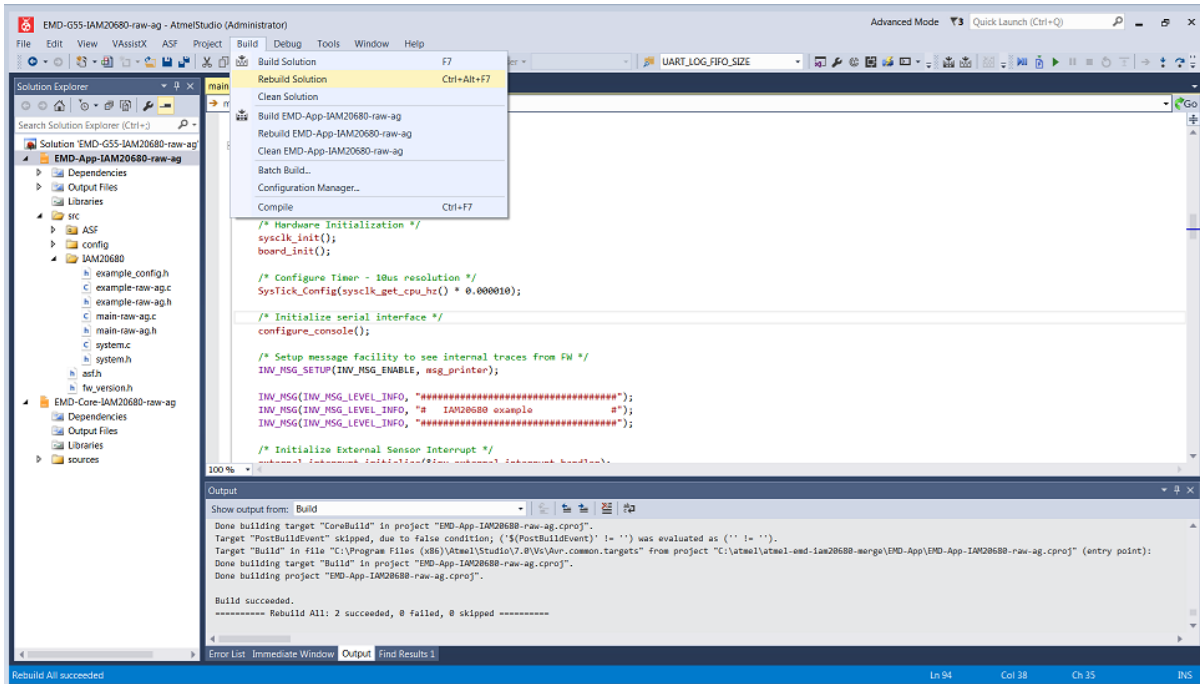 EMD-G55-IAM20680-raw-ag - AtmelStudio (Administrator)
Advanced Mode 3 Quick Launch (Ctrl+Q)
File Edit View VAssistX ASF Project Build Debug Tools Window Help
UART_LOG_FIFO_SIZE
Build Solution F7
Rebuild Solution Ctrl+Alt+F7
Clean Solution
Build EMD-App-IAM20680-raw-ag
Rebuild EMD-App-IAM20680-raw-ag
Clean EMD-App-IAM20680-raw-ag
Batch Build...
Configuration Manager...
Compile Ctrl+F7
Solution Explorer
Search Solution Explorer (Ctrl+;)
Solution 'EMD-G55-IAM20680-raw-ag'
EMD-App-IAM20680-raw-ag
Dependencies
Output Files
Libraries
src
ASF
config
IAM20680
example_config.h
example-raw-ag.c
example-raw-ag.h
main-raw-ag.c
main-raw-ag.h
system.c
system.h
asf.h
fw_version.h
EMD-Core-IAM20680-raw-ag
Dependencies
Output Files
Libraries
sources
main
Go
/* Hardware Initialization */
sysclk_init();
board_init();
/* Configure Timer - 10us resolution */
SysTick_Config(sysclk_get_cpu_hz() * 0.000010);
/* Initialize serial interface */
configure_console();
/* Setup message facility to see internal traces from FW */
INV_MSG_SETUP(INV_MSG_ENABLE, msg_printer);
INV_MSG(INV_MSG_LEVEL_INFO, "###################################");
INV_MSG(INV_MSG_LEVEL_INFO, "# IAM20680 example #");
INV_MSG(INV_MSG_LEVEL_INFO, "###################################");
/* Initialize External Sensor Interrupt */
100 %
Output
Show output from: Build
Done building target "CoreBuild" in project "EMD-App-IAM20680-raw-ag.cproj".
Target "PostBuildEvent" skipped, due to false condition; ('$(PostBuildEvent)' != '') was evaluated as ('' != '').
Target "Build" in file "C:\Program Files (x86)\Atmel\Studio\7.0\Vs\Avr.common.targets" from project "C:\atmel\atmel-emd-iam20680-merge\EMD-App\EMD-App-IAM20680-raw-ag.cproj" (entry point):
Done building target "Build" in project "EMD-App-IAM20680-raw-ag.cproj".
Done building project "EMD-App-IAM20680-raw-ag.cproj".
Build succeeded.
========== Rebuild All: 2 succeeded, 0 failed, 0 skipped ==========
Error List Immediate Window Output Find Results 1
Rebuild All succeeded Ln 94 Col 38 Ch 35 INS